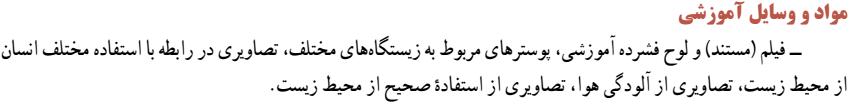 مواد و وسایل آموزشی
ــ فیلم (مستند) و لوح فشرده آموزشی، پوسترهای مربوط به زیستگاه‌های مختلف، تصاویری در رابطه با استفاده مختلف انسان
از محیط زیست، تصاویری از آلودگی هوا، تصاویری از استفادهٔ صحیح از محیط زیست.